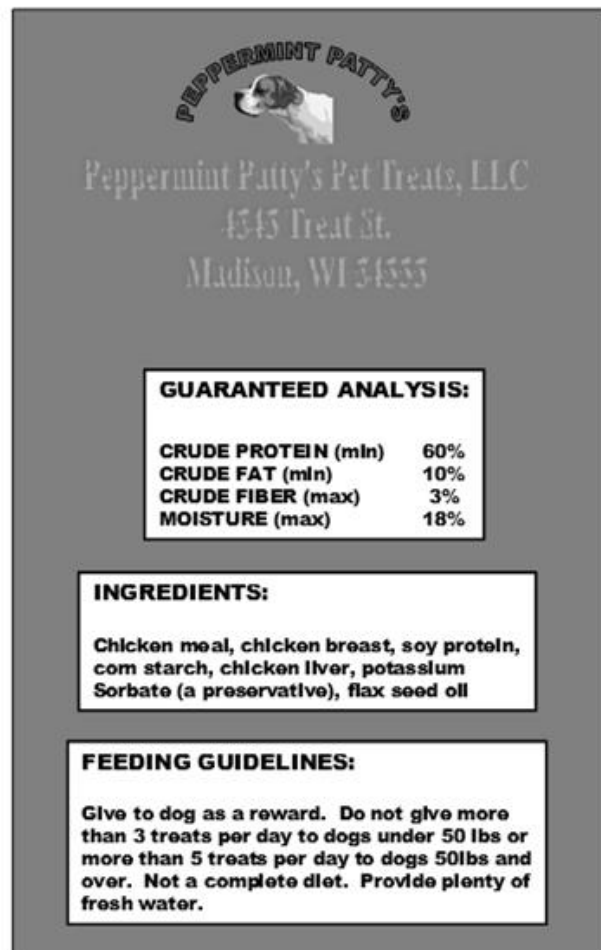 PEPPERMINT PATTY'S
Peppermint Patty's Pet Treats, LLC
4545 Treat St.
Madison, WI 54555
GUARANTEED ANALYSIS:
CRUDE PROTEIN (min) 60%
CRUDE FAT (min) 10%
CRUDE FIBER (max) 3%
MOISTURE (max) 18%
INGREDIENTS:
Chicken meal, chicken breast, soy protein,
corn starch, chicken liver, potassium
Sorbate (a preservative), flax seed oil
FEEDING GUIDELINES:
Give to dog as a reward. Do not give more
than 3 treats per day to dogs under 50 lbs or
more than 5 treats per day to dogs 50lbs and
over. Not a complete diet. Provide plenty of
fresh water.